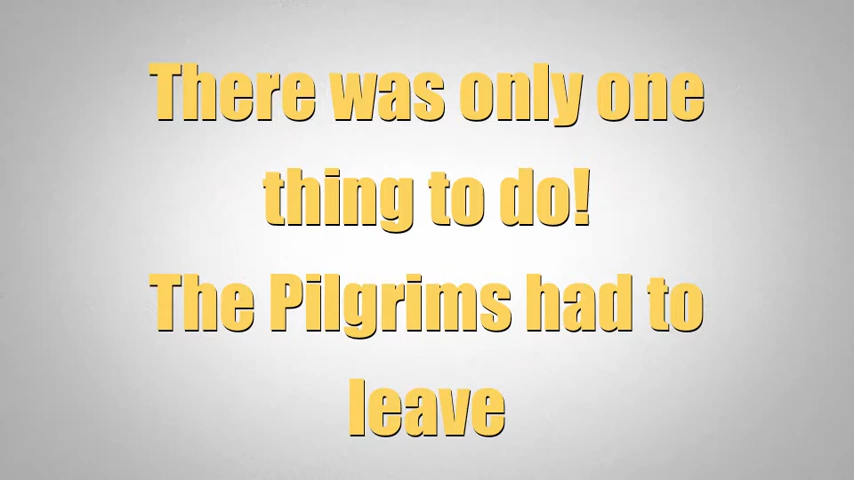 There was only one
thing to do!
The Pilgrims had to
leave